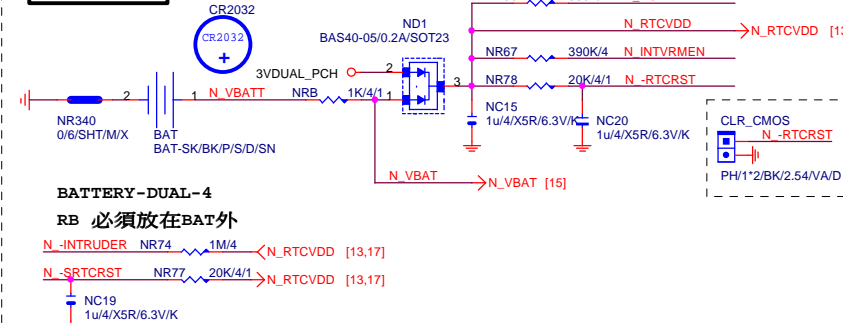 CR2032
CR2032
+
ND1
BAS40-05/0.2A/SOT23
3VDUAL_PCH
2
1
3
N_RTCVDD
N_RTCVDD [13
NR67 390K/4 N_INTVRMEN
NR78 20K/4/1 N_-RTCRST
2
1
N_VBATT
NRB 1K/4/1
NR340
0/6/SHT/M/X
BAT
BAT-SK/BK/P/S/D/SN
NC15
1u/4/X5R/6.3V/K
NC20
1u/4/X5R/6.3V/K
CLR_CMOS
N_-RTCRST
PH/1*2/BK/2.54/VA/D
N_VBAT
N_VBAT [15]
BATTERY-DUAL-4
RB 必須放在BAT外
N_-INTRUDER NR74 1M/4 N_RTCVDD [13,17]
N_-SRTCRST NR77 20K/4/1 N_RTCVDD [13,17]
NC19
1u/4/X5R/6.3V/K